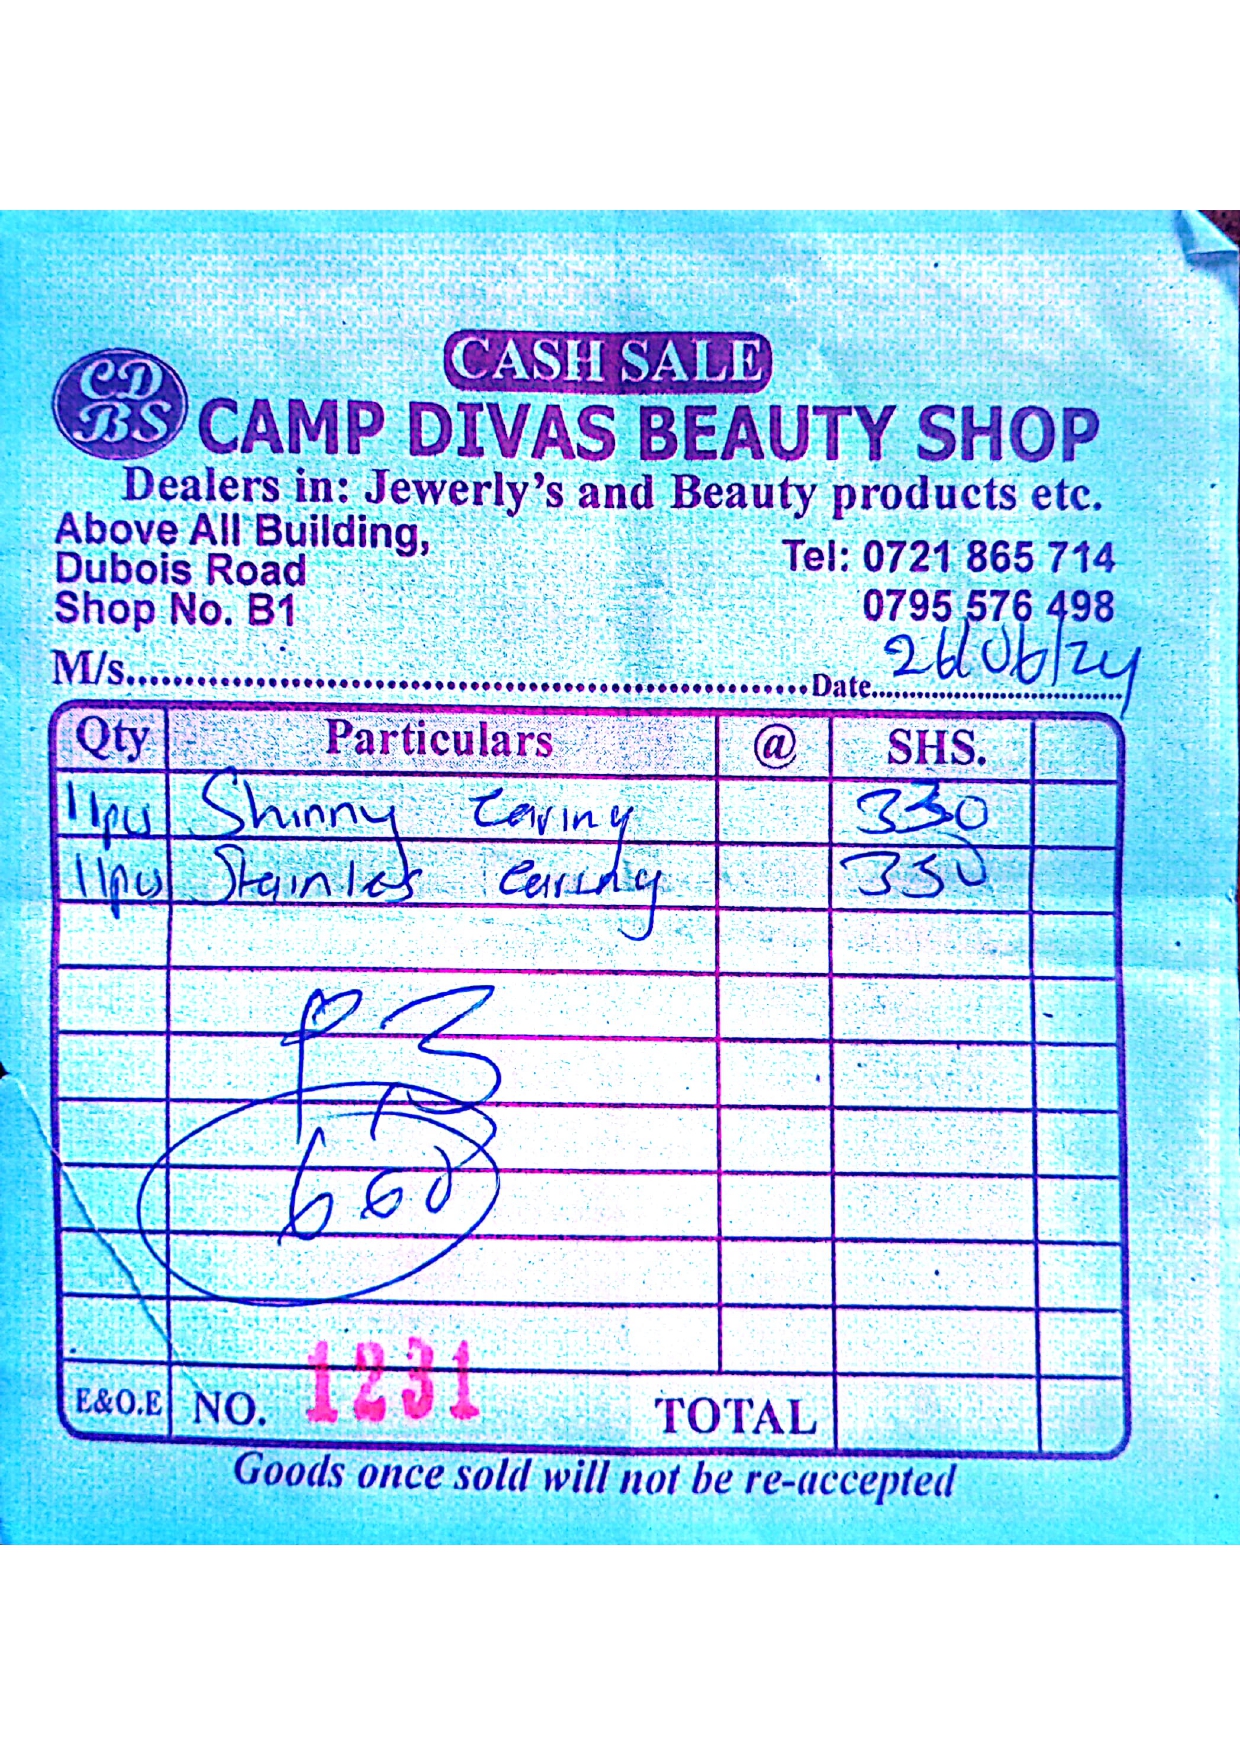 CASH SALE
CDBS
CAMP DIVAS BEAUTY SHOP
Dealers in: Jewerly's and Beauty products etc.
Above All Building,
Dubois Road
Shop No. B1
Tel: 0721 865 714
0795 576 498
M/s............ Date............ 26/06/24
Qty Particulars @ SHS.
11pcs Shinny Earing 330
11pcs Stainles Earing 330
660
E&O.E NO. 1231 TOTAL
Goods once sold will not be re-accepted